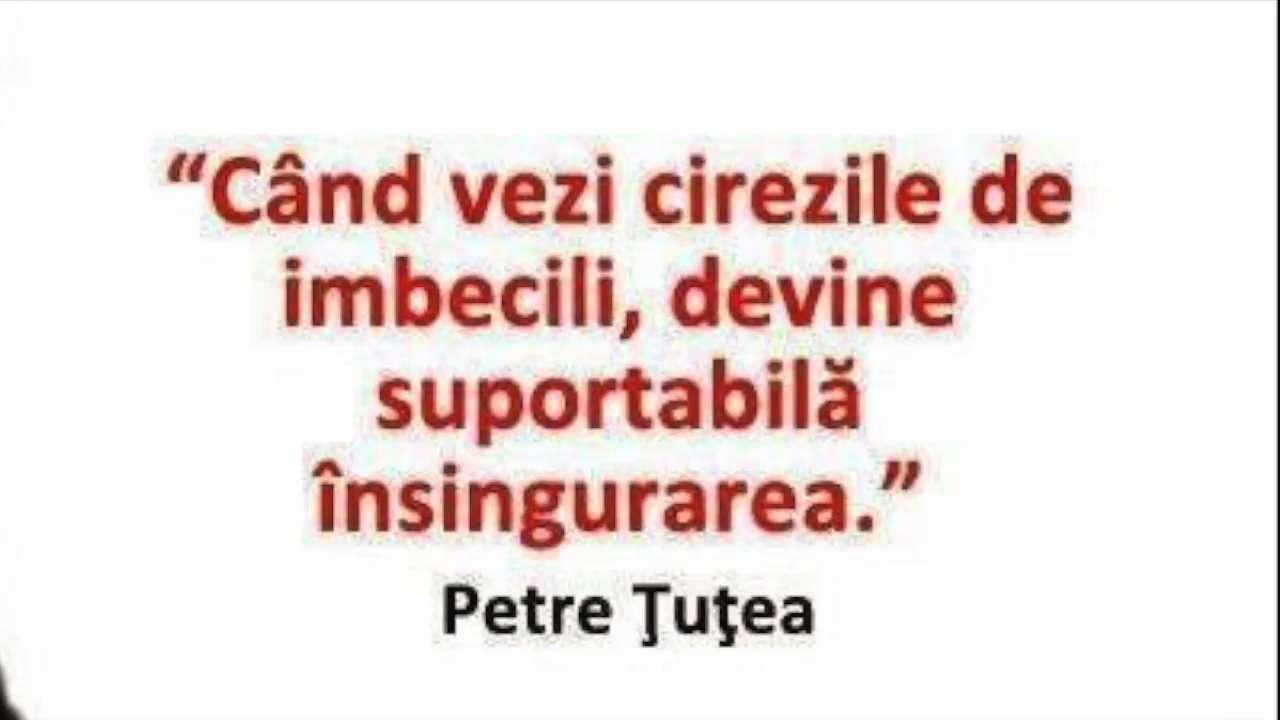 “Când vezi cirezile de
imbecili, devine
suportabilă
însingurarea.”
Petre Ţuţea